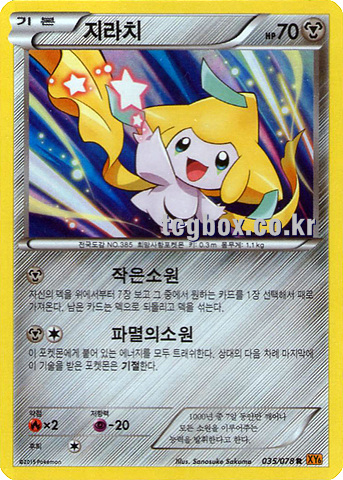 기본 지라치 HP 70
tcgbox.co.kr
전국도감 NO.385 희망사항포켓몬 키: 0.3m 몸무게: 1.1kg
작은소원
자신의 덱을 위에서부터 7장 보고 그 중에서 원하는 카드를 1장 선택해서 패로
가져온다. 남은 카드는 덱으로 되돌리고 덱을 섞는다.
파멸의소원
이 포켓몬에게 붙어 있는 에너지를 모두 트래쉬한다. 상대의 다음 차례 마지막에
이 기술을 받은 포켓몬은 기절한다.
약점 ×2 저항력 -20
후퇴
1000년 중 7일 동안만 깨어나
모든 소원을 이루어주는
능력을 발휘한다고 한다.
©2015 Pokémon Illus. Sanosuke Sakuma 035/078 R XY6